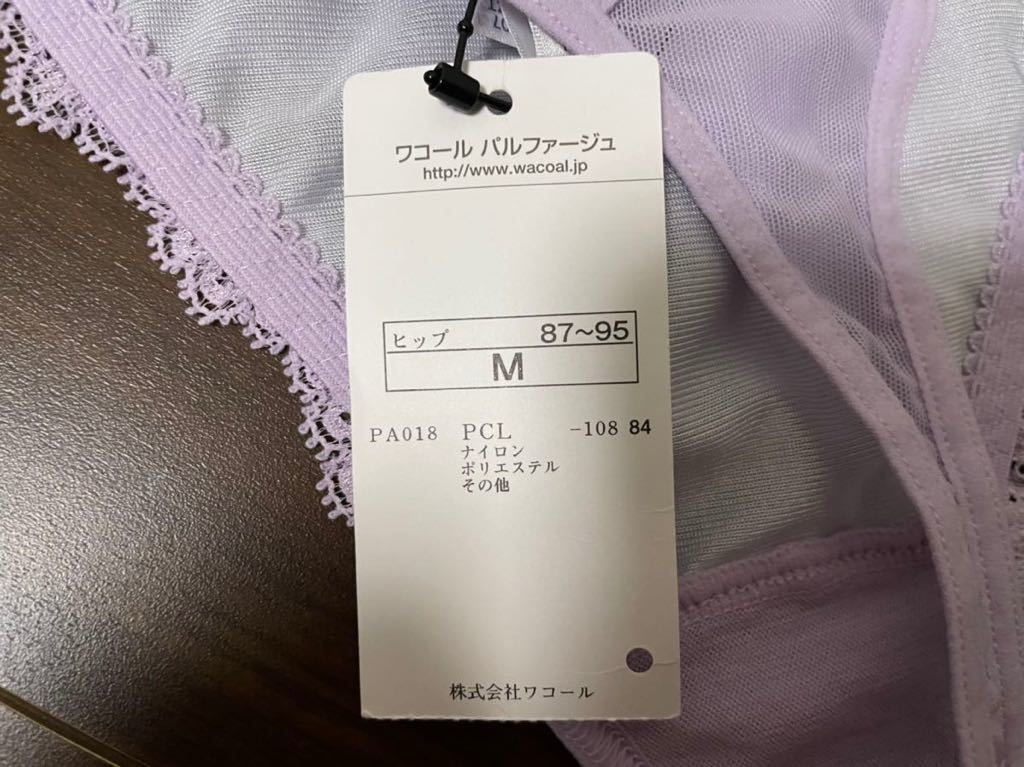 ワコール パルファージュ
http://www.wacoal.jp
ヒップ 87〜95
M
PA018 PCL -108 84
ナイロン
ポリエステル
その他
株式会社ワコール